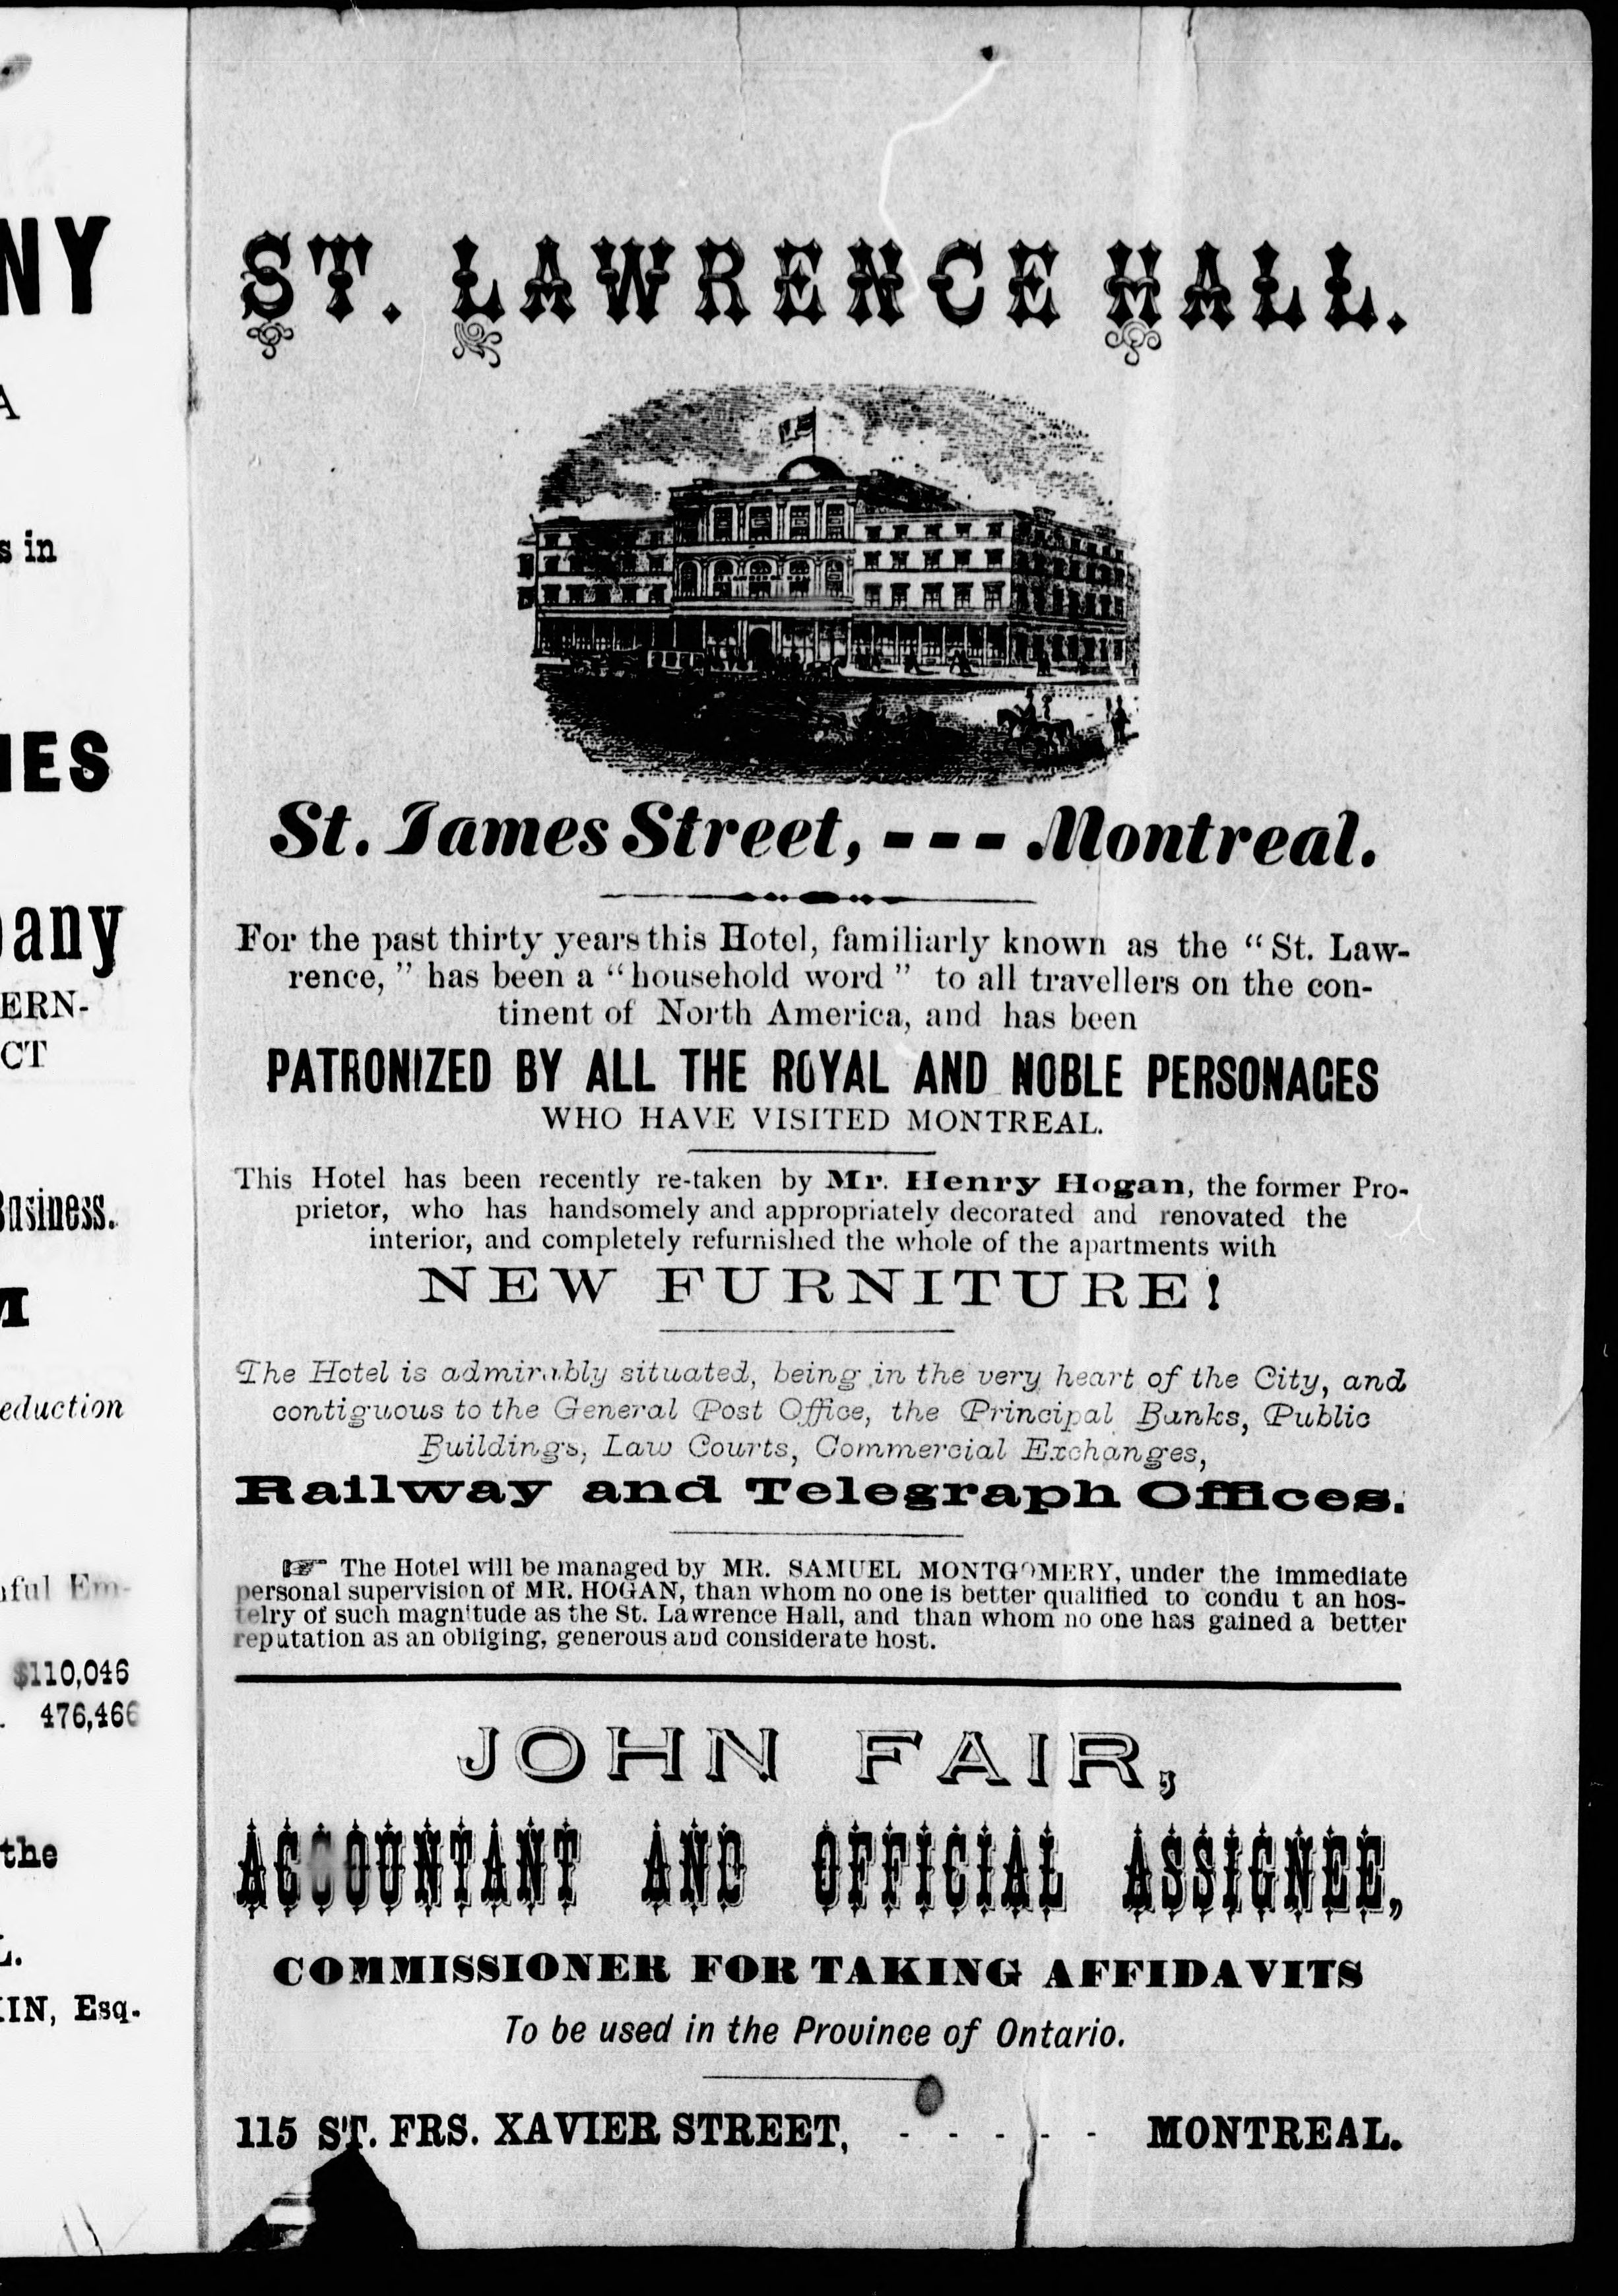 NY
A
s in
IES
pany
ERN-
CT
Business.
M
eduction
$110,046
476,466
the
L.
IN, Esq.
ST. LAWRENCE HALL.
St. James Street, - - - Montreal.
For the past thirty years this Hotel, familiarly known as the "St. Law-
rence," has been a "household word" to all travellers on the con-
tinent of North America, and has been
PATRONIZED BY ALL THE ROYAL AND NOBLE PERSONAGES
WHO HAVE VISITED MONTREAL.
This Hotel has been recently re-taken by Mr. Henry Hogan, the former Pro-
prietor, who has handsomely and appropriately decorated and renovated the
interior, and completely refurnished the whole of the apartments with
NEW FURNITURE!
The Hotel is admirably situated, being in the very heart of the City, and
contiguous to the General Post Office, the Principal Banks, Public
Buildings, Law Courts, Commercial Exchanges,
Railway and Telegraph Offices.
☞ The Hotel will be managed by MR. SAMUEL MONTGOMERY, under the immediate
personal supervision of MR. HOGAN, than whom no one is better qualified to condu t an hos-
telry of such magn'tude as the St. Lawrence Hall, and than whom no one has gained a better
reputation as an obliging, generous and considerate host.
JOHN FAIR,
ACCOUNTANT AND OFFICIAL ASSIGNEE,
COMMISSIONER FOR TAKING AFFIDAVITS
To be used in the Province of Ontario.
115 ST. FRS. XAVIER STREET, - - - - - MONTREAL.